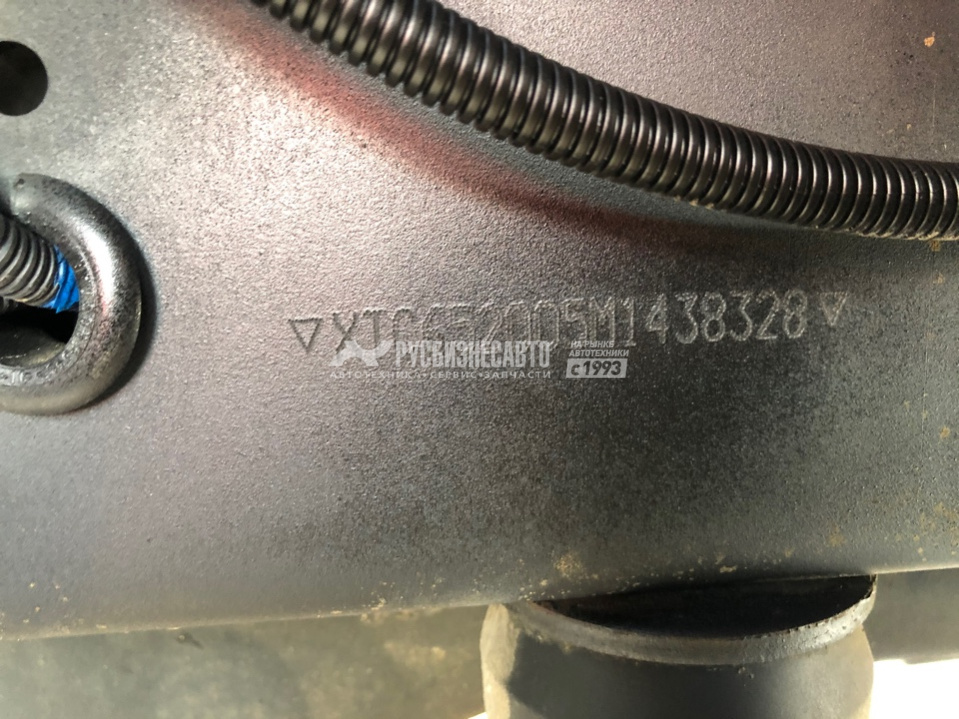 ▽XTC652005M1438328▽
РУСБИЗНЕСАВТО
АВТОТЕХНИКА•СЕРВИС•ЗАПЧАСТИ
НА РЫНКЕ
АВТОТЕХНИКИ
с 1993